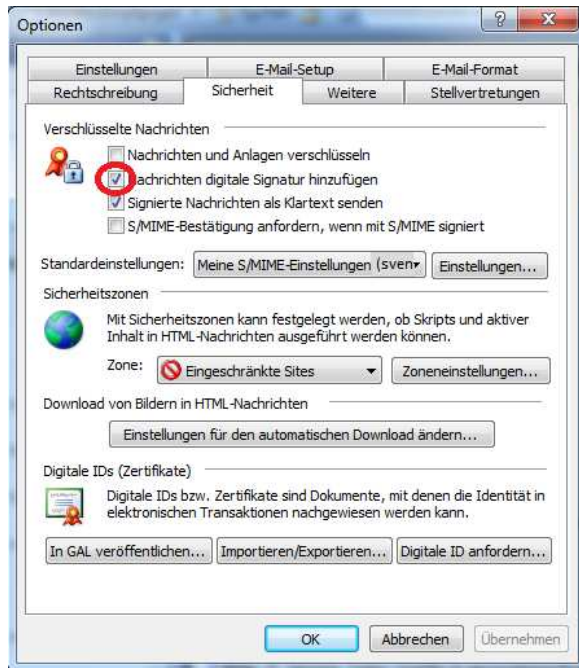 Optionen
Einstellungen
E-Mail-Setup
E-Mail-Format
Rechtschreibung
Sicherheit
Weitere
Stellvertretungen
Verschlüsselte Nachrichten
Nachrichten und Anlagen verschlüsseln
Nachrichten digitale Signatur hinzufügen
Signierte Nachrichten als Klartext senden
S/MIME-Bestätigung anfordern, wenn mit S/MIME signiert
Standardeinstellungen:
Meine S/MIME-Einstellungen (sven
Einstellungen...
Sicherheitszonen
Mit Sicherheitszonen kann festgelegt werden, ob Skripts und aktiver
Inhalt in HTML-Nachrichten ausgeführt werden können.
Zone:
Eingeschränkte Sites
Zoneneinstellungen...
Download von Bildern in HTML-Nachrichten
Einstellungen für den automatischen Download ändern...
Digitale IDs (Zertifikate)
Digitale IDs bzw. Zertifikate sind Dokumente, mit denen die Identität in
elektronischen Transaktionen nachgewiesen werden kann.
In GAL veröffentlichen...
Importieren/Exportieren...
Digitale ID anfordern...
OK
Abbrechen
Übernehmen